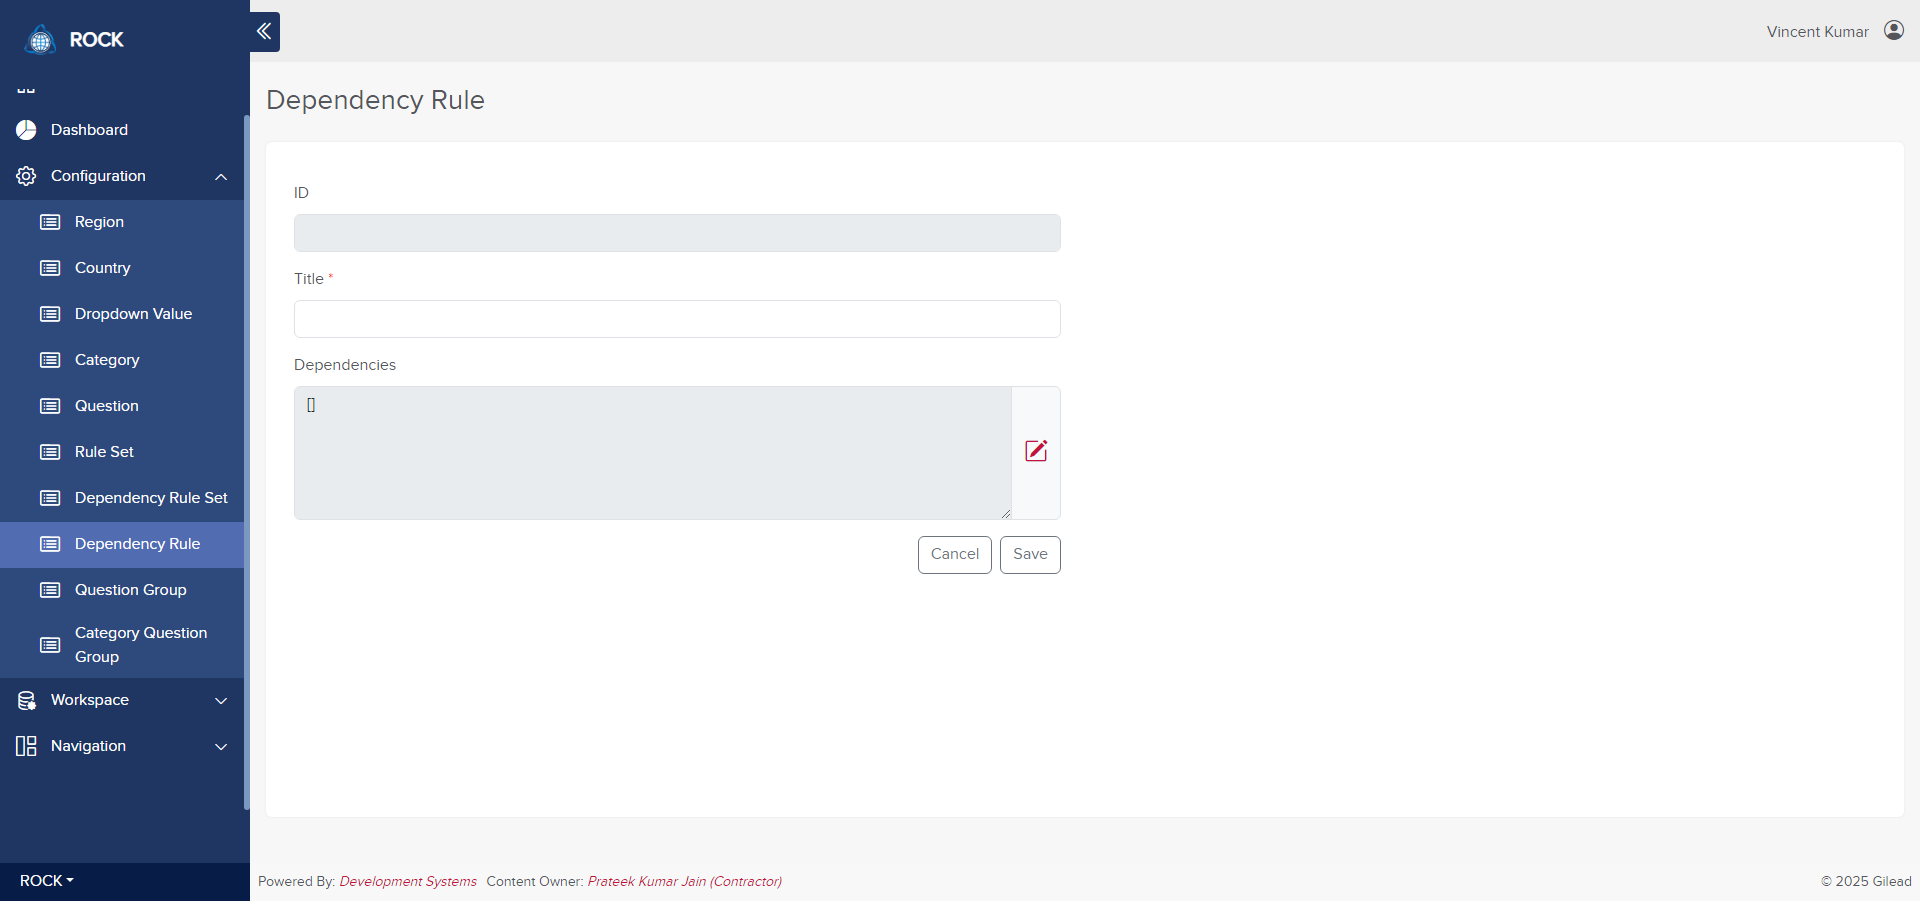 ROCK
Vincent Kumar
Dashboard
Configuration
Region
Country
Dropdown Value
Category
Question
Rule Set
Dependency Rule Set
Dependency Rule
Question Group
Category Question
Group
Workspace
Navigation
ROCK
Dependency Rule
ID
Title *
Dependencies
[]
Cancel
Save
Powered By: Development Systems Content Owner: Prateek Kumar Jain (Contractor)
© 2025 Gilead